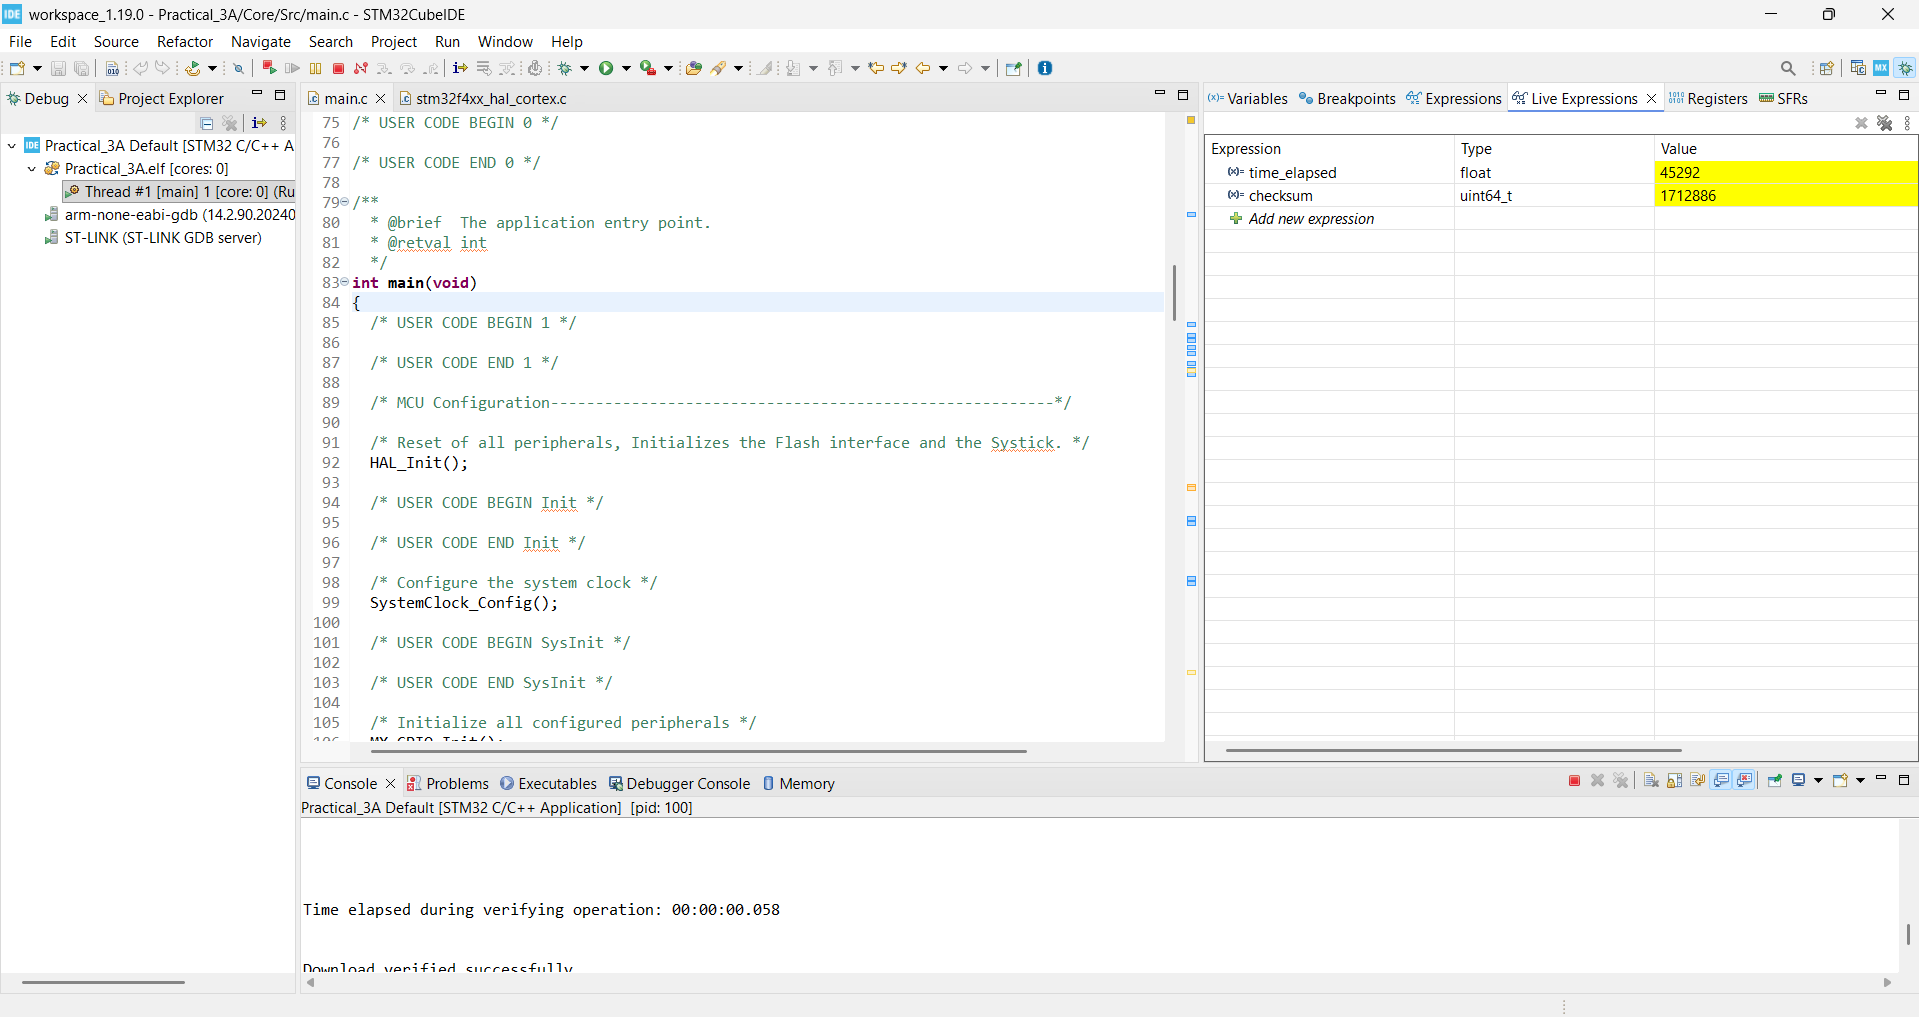 workspace_1.19.0 - Practical_3A/Core/Src/main.c - STM32CubeIDE
File Edit Source Refactor Navigate Search Project Run Window Help
Debug Project Explorer
Practical_3A Default [STM32 C/C++ A
Practical_3A.elf [cores: 0]
Thread #1 [main] 1 [core: 0] (Ru
arm-none-eabi-gdb (14.2.90.20240
ST-LINK (ST-LINK GDB server)
main.c stm32f4xx_hal_cortex.c
75 /* USER CODE BEGIN 0 */
76
77 /* USER CODE END 0 */
78
79 /**
80 * @brief The application entry point.
81 * @retval int
82 */
83 int main(void)
84 {
85 /* USER CODE BEGIN 1 */
86
87 /* USER CODE END 1 */
88
89 /* MCU Configuration--------------------------------------------------------*/
90
91 /* Reset of all peripherals, Initializes the Flash interface and the Systick. */
92 HAL_Init();
93
94 /* USER CODE BEGIN Init */
95
96 /* USER CODE END Init */
97
98 /* Configure the system clock */
99 SystemClock_Config();
100
101 /* USER CODE BEGIN SysInit */
102
103 /* USER CODE END SysInit */
104
105 /* Initialize all configured peripherals */
106 MX_GPIO_Init();
Variables Breakpoints Expressions Live Expressions Registers SFRs
Expression Type Value
time_elapsed float 45292
checksum uint64_t 1712886
Add new expression
Console Problems Executables Debugger Console Memory
Practical_3A Default [STM32 C/C++ Application] [pid: 100]
Time elapsed during verifying operation: 00:00:00.058
Download verified successfully